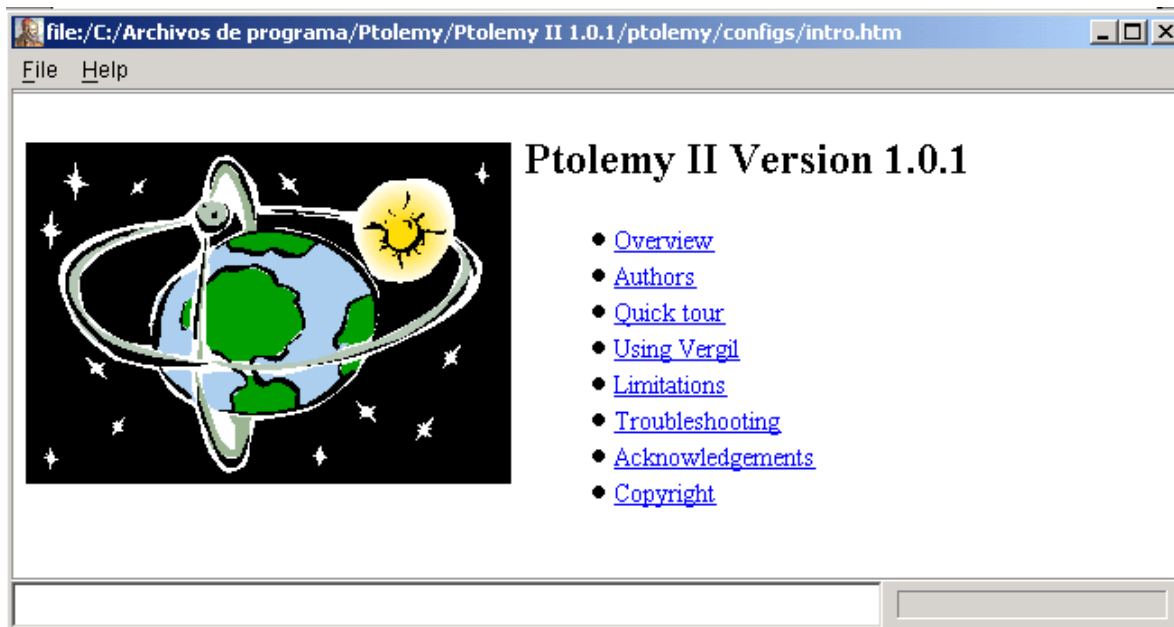 file:/C:/Archivos de programa/Ptolemy/Ptolemy II 1.0.1/ptolemy/configs/intro.htm
File Help
Ptolemy II Version 1.0.1
Overview
Authors
Quick tour
Using Vergil
Limitations
Troubleshooting
Acknowledgements
Copyright